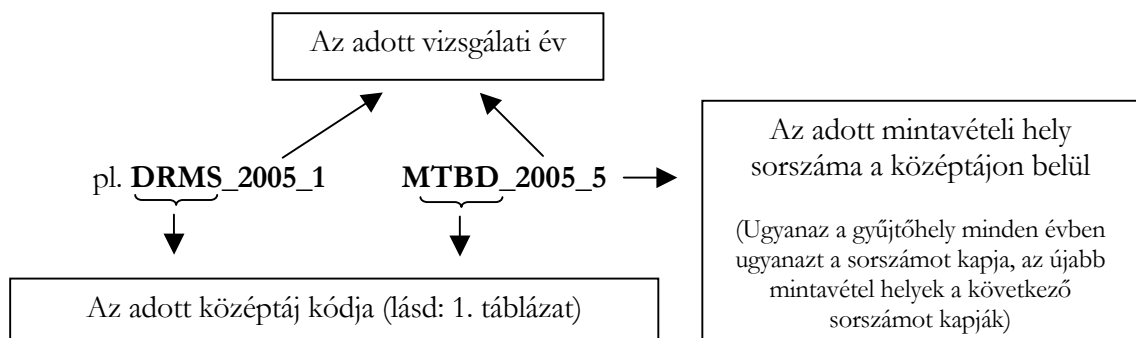 Az adott vizsgálati év
pl. DRMS_2005_1
MTBD_2005_5
Az adott mintavételi hely
sorszáma a középtájon belül
(Ugyanaz a gyűjtőhely minden évben
ugyanazt a sorszámot kapja, az újabb
mintavétel helyek a következő
sorszámot kapják)
Az adott középtáj kódja (lásd: 1. táblázat)